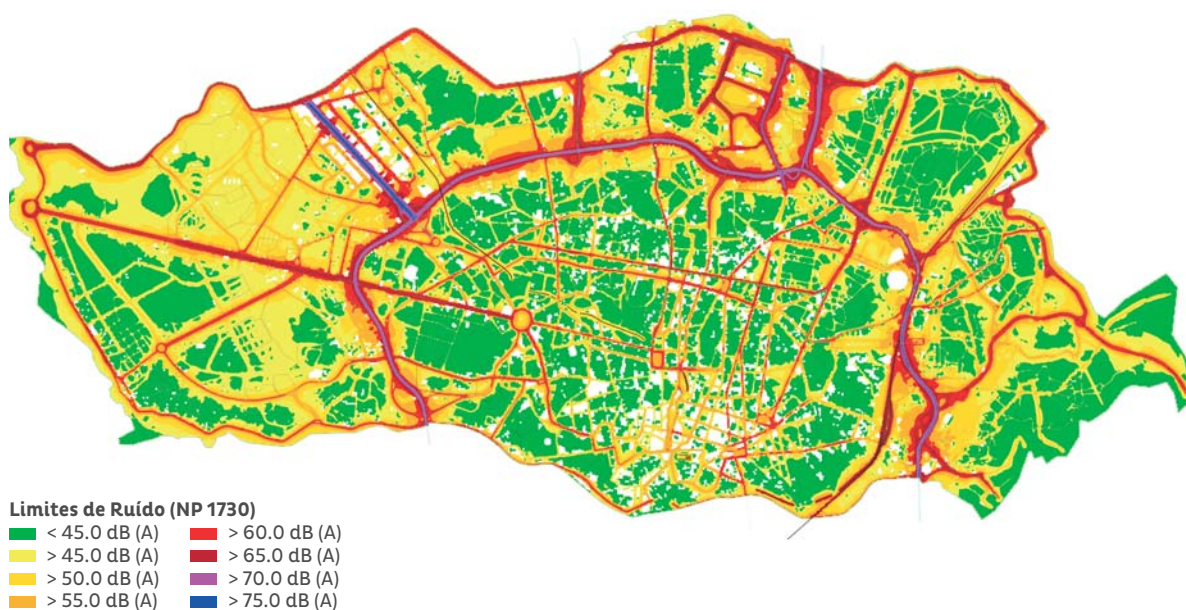 Limites de Ruído (NP 1730)
< 45.0 dB (A)
> 45.0 dB (A)
> 50.0 dB (A)
> 55.0 dB (A)
> 60.0 dB (A)
> 65.0 dB (A)
> 70.0 dB (A)
> 75.0 dB (A)